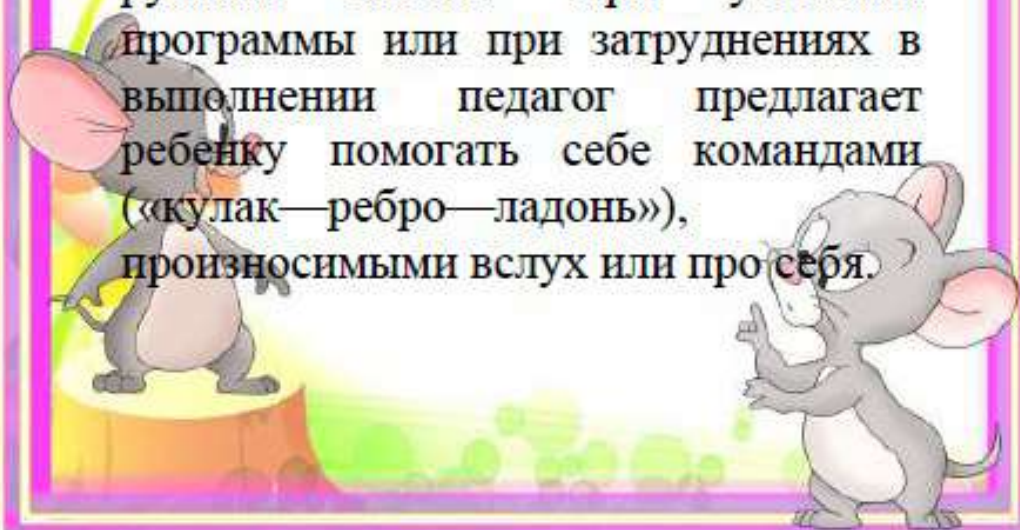 программы или при затруднениях в
выполнении педагог предлагает
ребенку помогать себе командами
(«кулак—ребро—ладонь»),
произносимыми вслух или про себя.